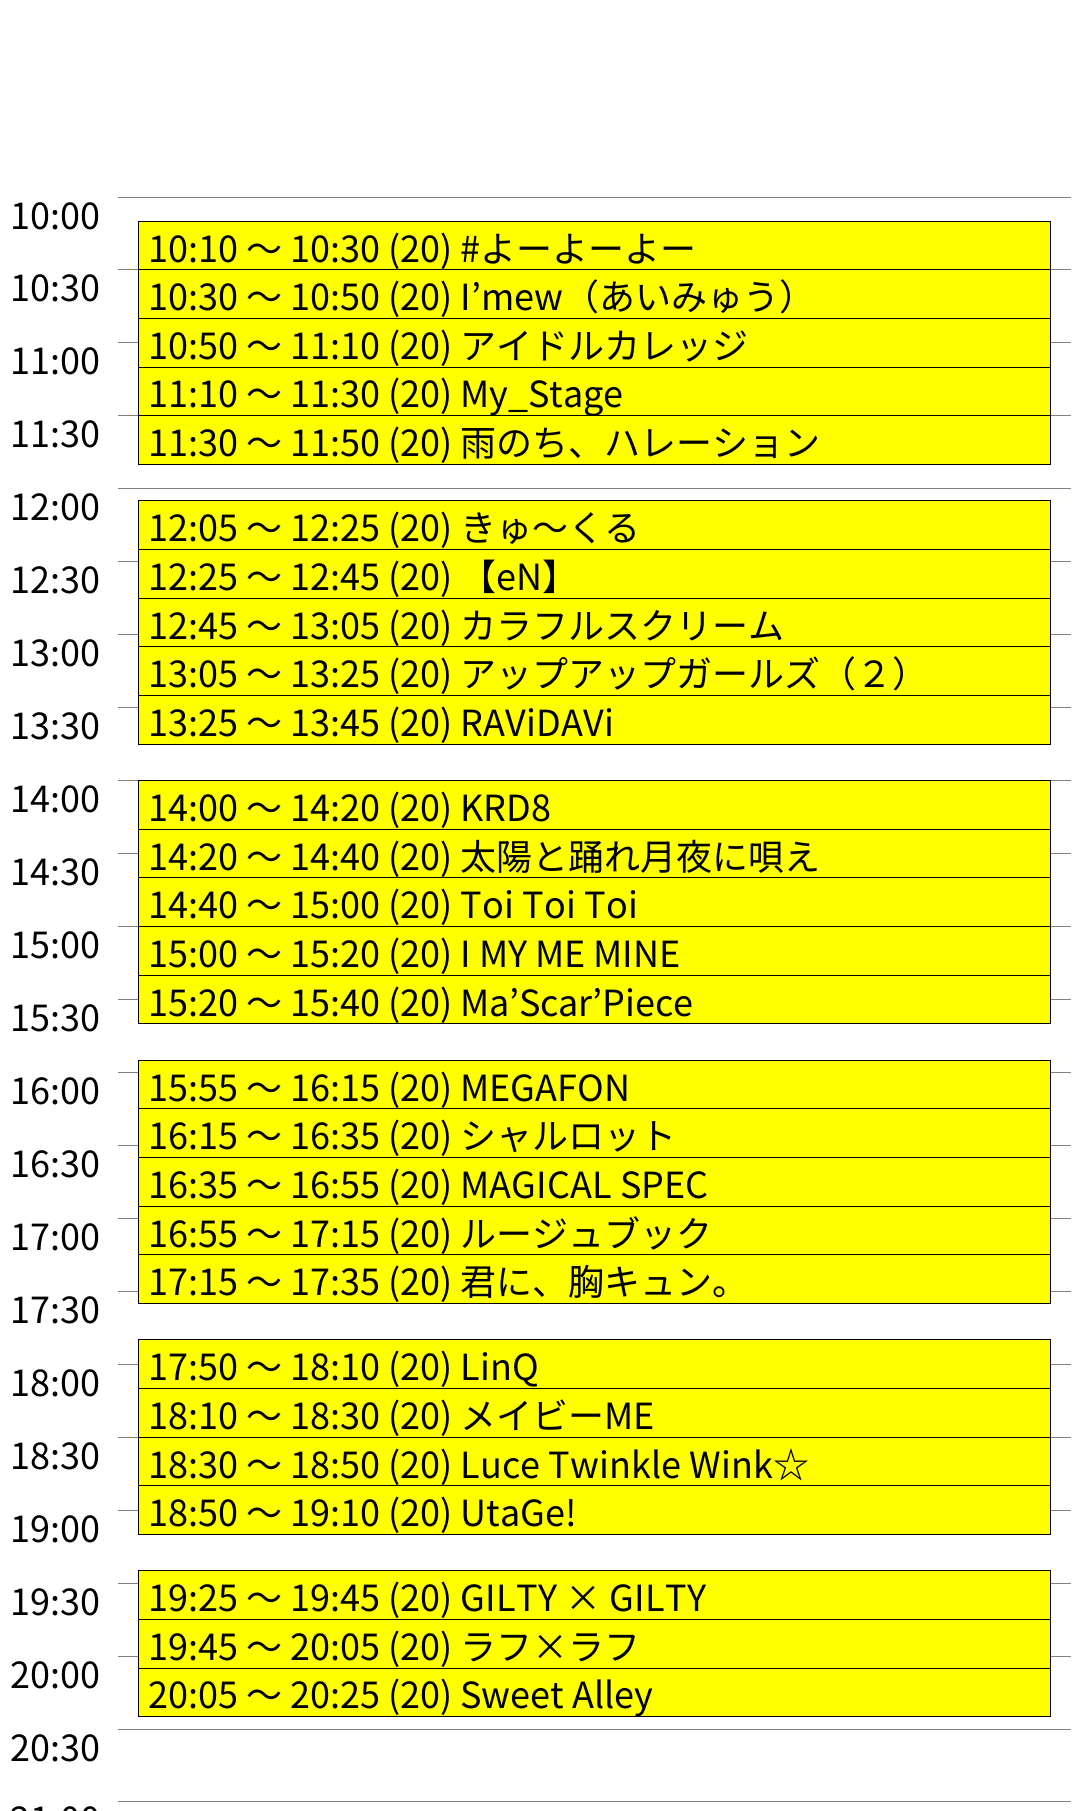 10:00
10:10 ～ 10:30 (20) #よーよーよー
10:30
10:30 ～ 10:50 (20) I’mew（あいみゅう）
10:50 ～ 11:10 (20) アイドルカレッジ
11:00
11:10 ～ 11:30 (20) My_Stage
11:30
11:30 ～ 11:50 (20) 雨のち、ハレーション
12:00
12:05 ～ 12:25 (20) きゅ～くる
12:30
12:25 ～ 12:45 (20) 【eN】
12:45 ～ 13:05 (20) カラフルスクリーム
13:00
13:05 ～ 13:25 (20) アップアップガールズ（２）
13:30
13:25 ～ 13:45 (20) RAViDAVi
14:00
14:00 ～ 14:20 (20) KRD8
14:20 ～ 14:40 (20) 太陽と踊れ月夜に唄え
14:30
14:40 ～ 15:00 (20) Toi Toi Toi
15:00
15:00 ～ 15:20 (20) I MY ME MINE
15:20 ～ 15:40 (20) Ma’Scar’Piece
15:30
15:55 ～ 16:15 (20) MEGAFON
16:00
16:15 ～ 16:35 (20) シャルロット
16:30
16:35 ～ 16:55 (20) MAGICAL SPEC
16:55 ～ 17:15 (20) ルージュブック
17:00
17:15 ～ 17:35 (20) 君に、胸キュン。
17:30
17:50 ～ 18:10 (20) LinQ
18:00
18:10 ～ 18:30 (20) メイビーME
18:30
18:30 ～ 18:50 (20) Luce Twinkle Wink☆
18:50 ～ 19:10 (20) UtaGe!
19:00
19:25 ～ 19:45 (20) GILTY × GILTY
19:30
19:45 ～ 20:05 (20) ラフ×ラフ
20:00
20:05 ～ 20:25 (20) Sweet Alley
20:30